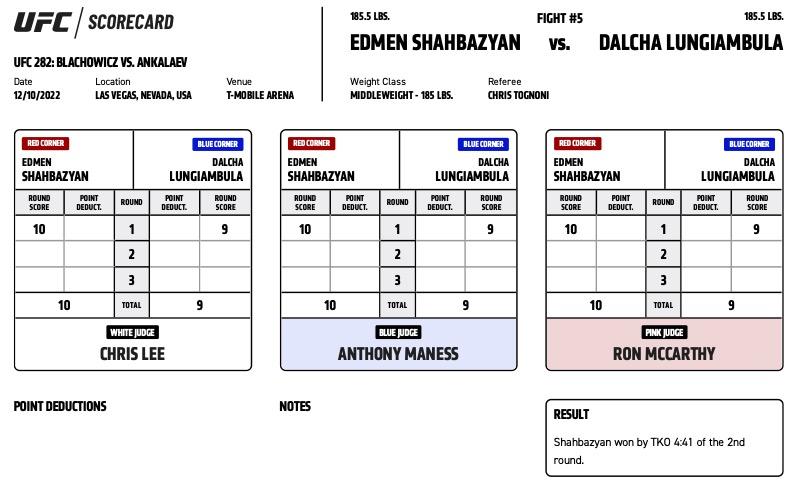 UFC SCORECARD
UFC 282: BLACHOWICZ VS. ANKALAEV
Date Location Venue
12/10/2022 LAS VEGAS, NEVADA, USA T-MOBILE ARENA
185.5 LBS. FIGHT #5 185.5 LBS.
EDMEN SHAHBAZYAN vs. DALCHA LUNGIAMBULA
Weight Class Referee
MIDDLEWEIGHT - 185 LBS. CHRIS TOGNONI
RED CORNER BLUE CORNER
EDMEN DALCHA
SHAHBAZYAN LUNGIAMBULA
ROUND SCORE POINT DEDUCT. ROUND POINT DEDUCT. ROUND SCORE
10 1 9
2
3
10 TOTAL 9
WHITE JUDGE
CHRIS LEE
RED CORNER BLUE CORNER
EDMEN DALCHA
SHAHBAZYAN LUNGIAMBULA
ROUND SCORE POINT DEDUCT. ROUND POINT DEDUCT. ROUND SCORE
10 1 9
2
3
10 TOTAL 9
BLUE JUDGE
ANTHONY MANESS
RED CORNER BLUE CORNER
EDMEN DALCHA
SHAHBAZYAN LUNGIAMBULA
ROUND SCORE POINT DEDUCT. ROUND POINT DEDUCT. ROUND SCORE
10 1 9
2
3
10 TOTAL 9
PINK JUDGE
RON MCCARTHY
POINT DEDUCTIONS
NOTES
RESULT
Shahbazyan won by TKO 4:41 of the 2nd
round.